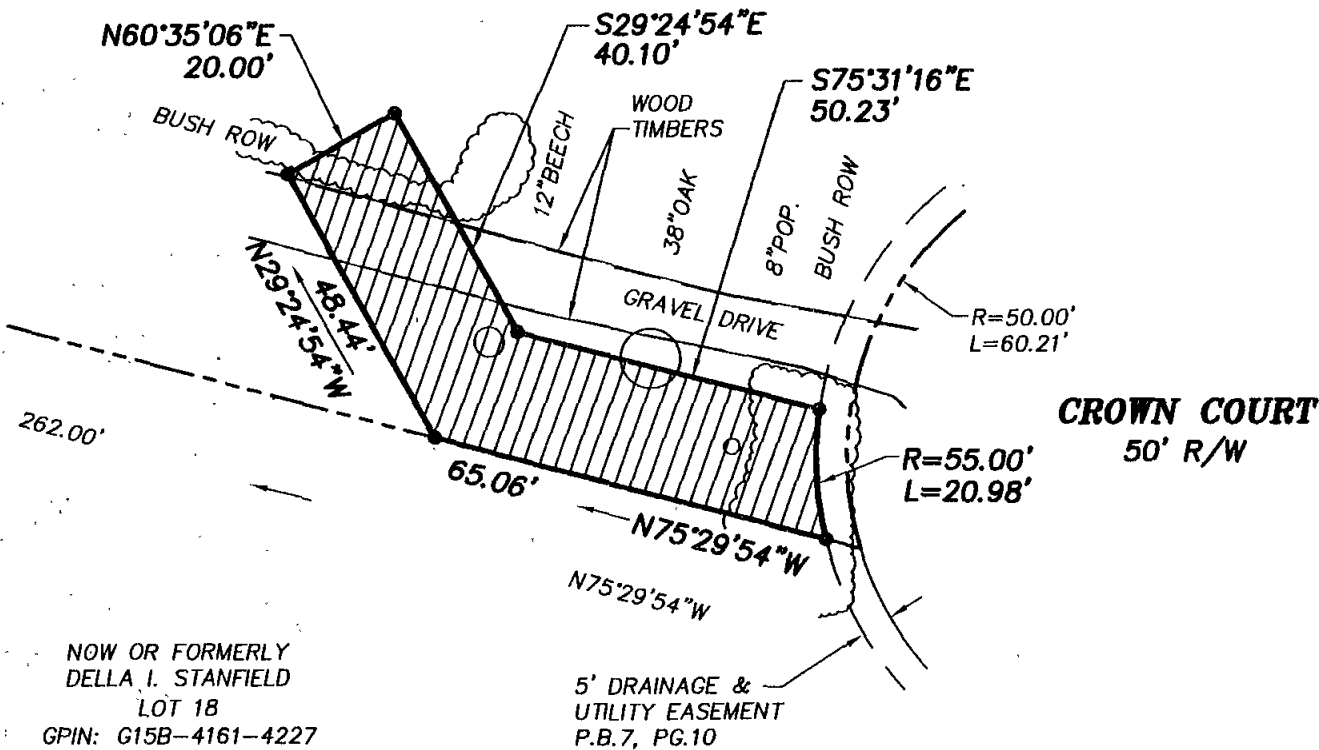 N60°35'06"E
20.00'
S29°24'54"E
40.10'
S75°31'16"E
50.23'
BUSH ROW
WOOD
TIMBERS
12"BEECH
38"OAK
8"POP.
BUSH ROW
GRAVEL DRIVE
R=50.00'
L=60.21'
48.44'
N29°24'54"W
CROWN COURT
50' R/W
262.00'
65.06'
R=55.00'
L=20.98'
N75°29'54"W
N75°29'54"W
NOW OR FORMERLY
DELLA I. STANFIELD
LOT 18
GPIN: G15B-4161-4227
5' DRAINAGE &
UTILITY EASEMENT
P.B.7, PG.10